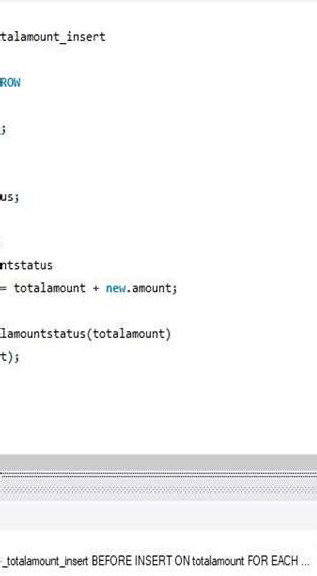 talamount_insert
ROW
;
us;
ntstatus
= totalamount + new.amount;
lamountstatus(totalamount)
t);
_totalamount_insert BEFORE INSERT ON totalamount FOR EACH ...